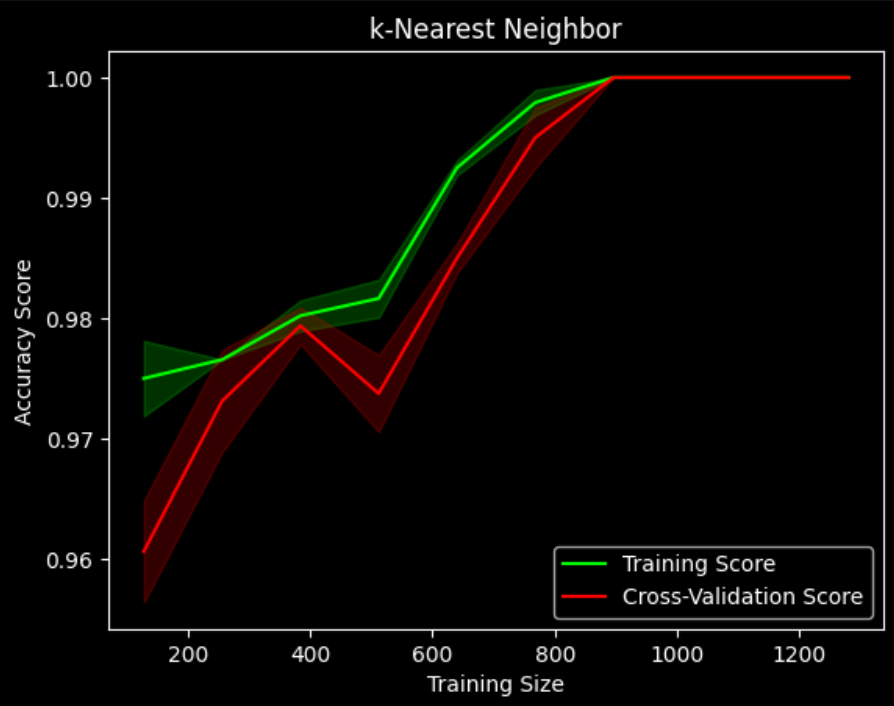 k-Nearest Neighbor
1.00
0.99
0.98
0.97
0.96
Accuracy Score
Training Score
Cross-Validation Score
200 400 600 800 1000 1200
Training Size